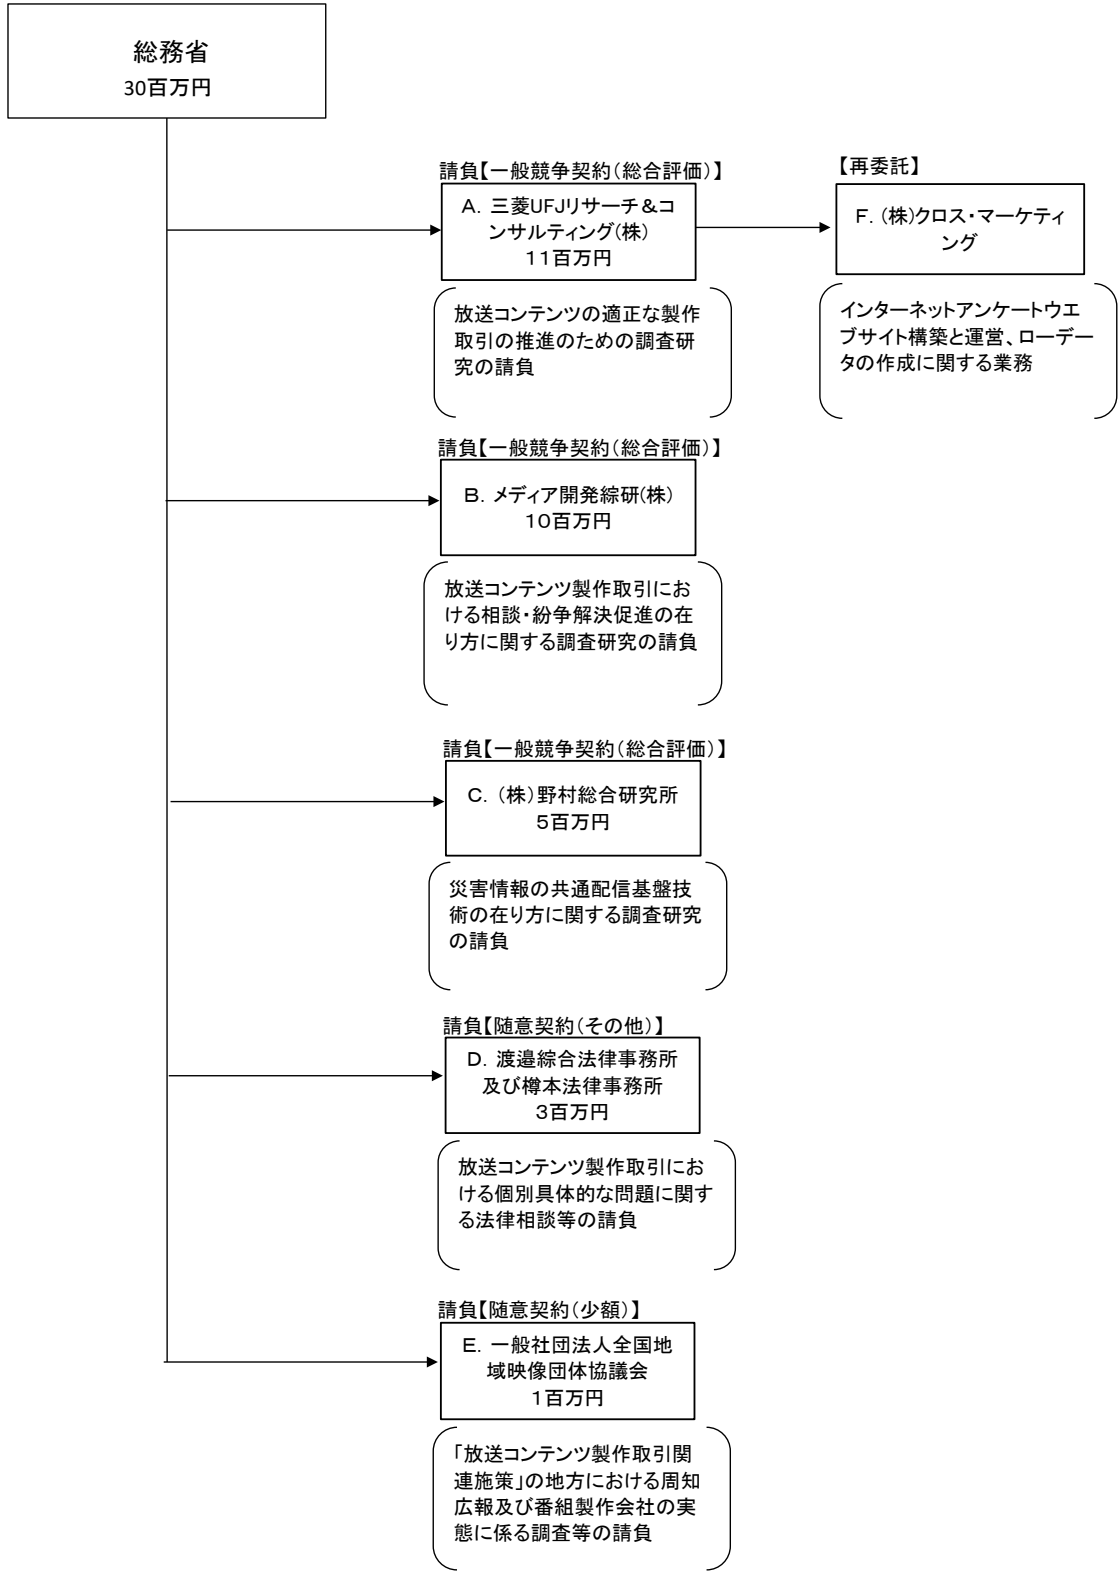 総務省
30百万円
請負【一般競争契約（総合評価）】
A．三菱UFJリサーチ＆コ
ンサルティング(株)
１１百万円
放送コンテンツの適正な製作
取引の推進のための調査研
究の請負
【再委託】
F．（株）クロス・マーケティ
ング
インターネットアンケートウエ
ブサイト構築と運営、ローデー
タの作成に関する業務
請負【一般競争契約（総合評価）】
B．メディア開発綜研(株)
１０百万円
放送コンテンツ製作取引にお
ける相談・紛争解決促進の在
り方に関する調査研究の請負
請負【一般競争契約（総合評価）】
C．（株）野村総合研究所
５百万円
災害情報の共通配信基盤技
術の在り方に関する調査研究
の請負
請負【随意契約（その他）】
D．渡邉綜合法律事務所
及び樽本法律事務所
３百万円
放送コンテンツ製作取引にお
ける個別具体的な問題に関す
る法律相談等の請負
請負【随意契約（少額）】
E．一般社団法人全国地
域映像団体協議会
１百万円
「放送コンテンツ製作取引関
連施策」の地方における周知
広報及び番組製作会社の実
態に係る調査等の請負